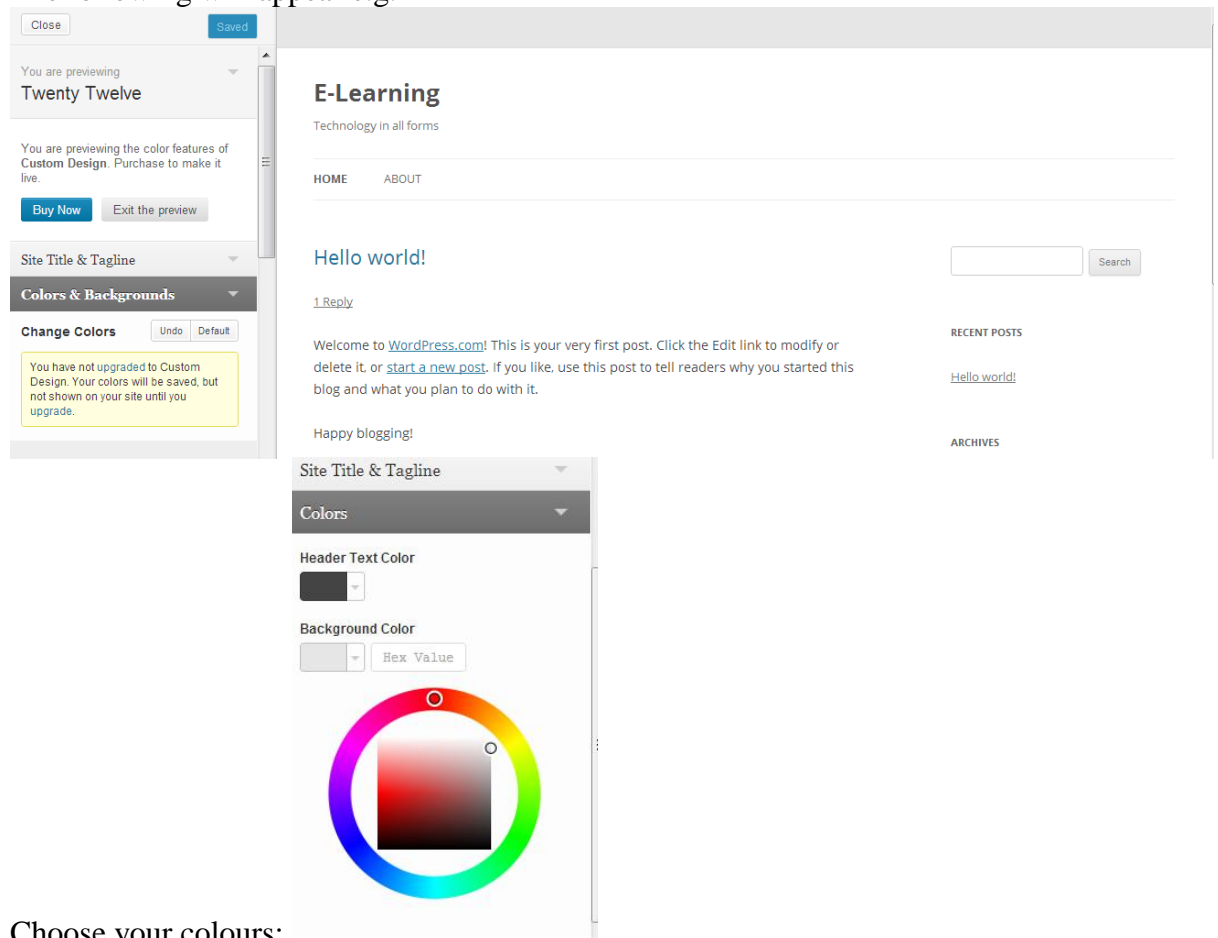 Close
Saved
You are previewing
Twenty Twelve
You are previewing the color features of
Custom Design. Purchase to make it
live.
Buy Now
Exit the preview
Site Title & Tagline
Colors & Backgrounds
Change Colors
Undo
Default
You have not upgraded to Custom
Design. Your colors will be saved, but
not shown on your site until you
upgrade.
E-Learning
Technology in all forms
HOME ABOUT
Hello world!
1 Reply
Welcome to WordPress.com! This is your very first post. Click the Edit link to modify or
delete it, or start a new post. If you like, use this post to tell readers why you started this
blog and what you plan to do with it.
Happy blogging!
Search
RECENT POSTS
Hello world!
ARCHIVES
Site Title & Tagline
Colors
Header Text Color
Background Color
Hex Value
Choose your colours: